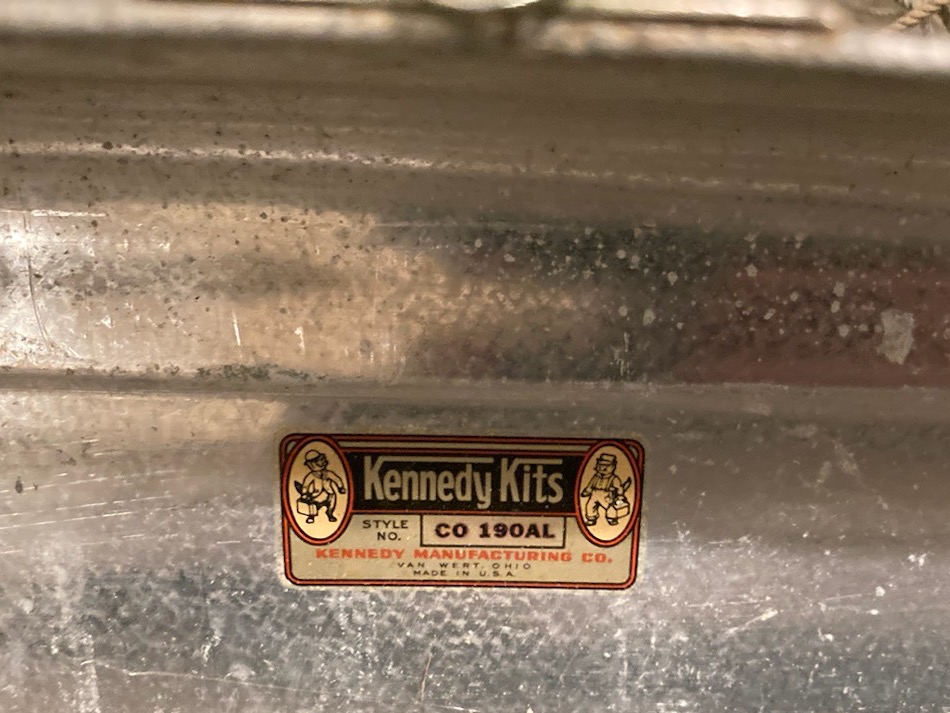 Kennedy Kits
STYLE NO. CO 190AL
KENNEDY MANUFACTURING CO.
VAN WERT, OHIO
MADE IN U.S.A.